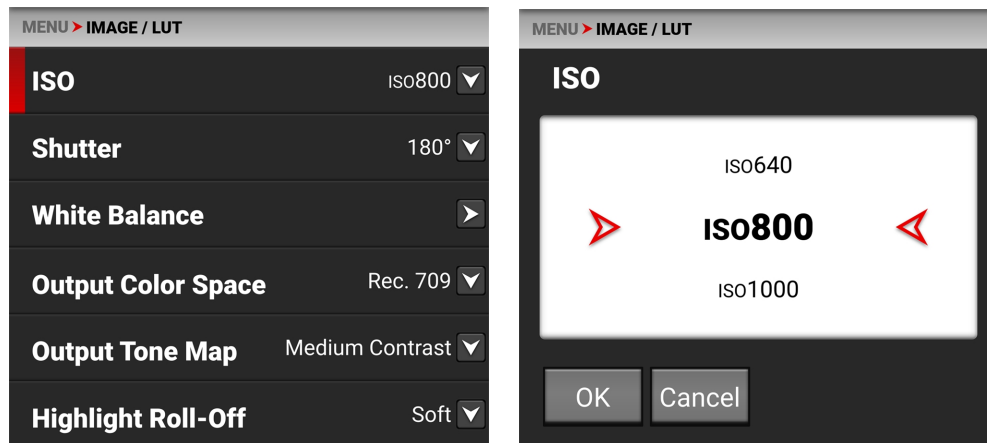 MENU > IMAGE / LUT
ISO ISO800
Shutter 180°
White Balance
Output Color Space Rec. 709
Output Tone Map Medium Contrast
Highlight Roll-Off Soft
MENU > IMAGE / LUT
ISO
ISO640
ISO800
ISO1000
OK Cancel